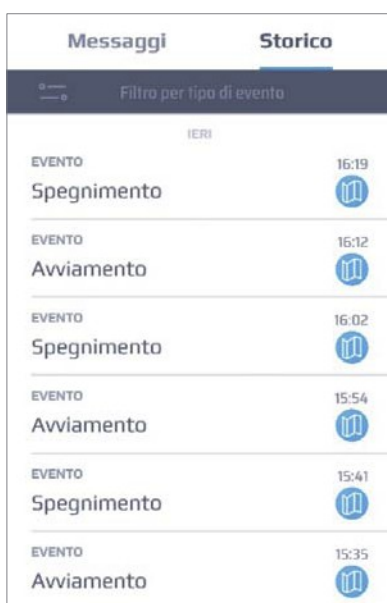 Messaggi Storico
Filtro per tipo di evento
IERI
EVENTO 16:19
Spegnimento
EVENTO 16:12
Avviamento
EVENTO 16:02
Spegnimento
EVENTO 15:54
Avviamento
EVENTO 15:41
Spegnimento
EVENTO 15:35
Avviamento